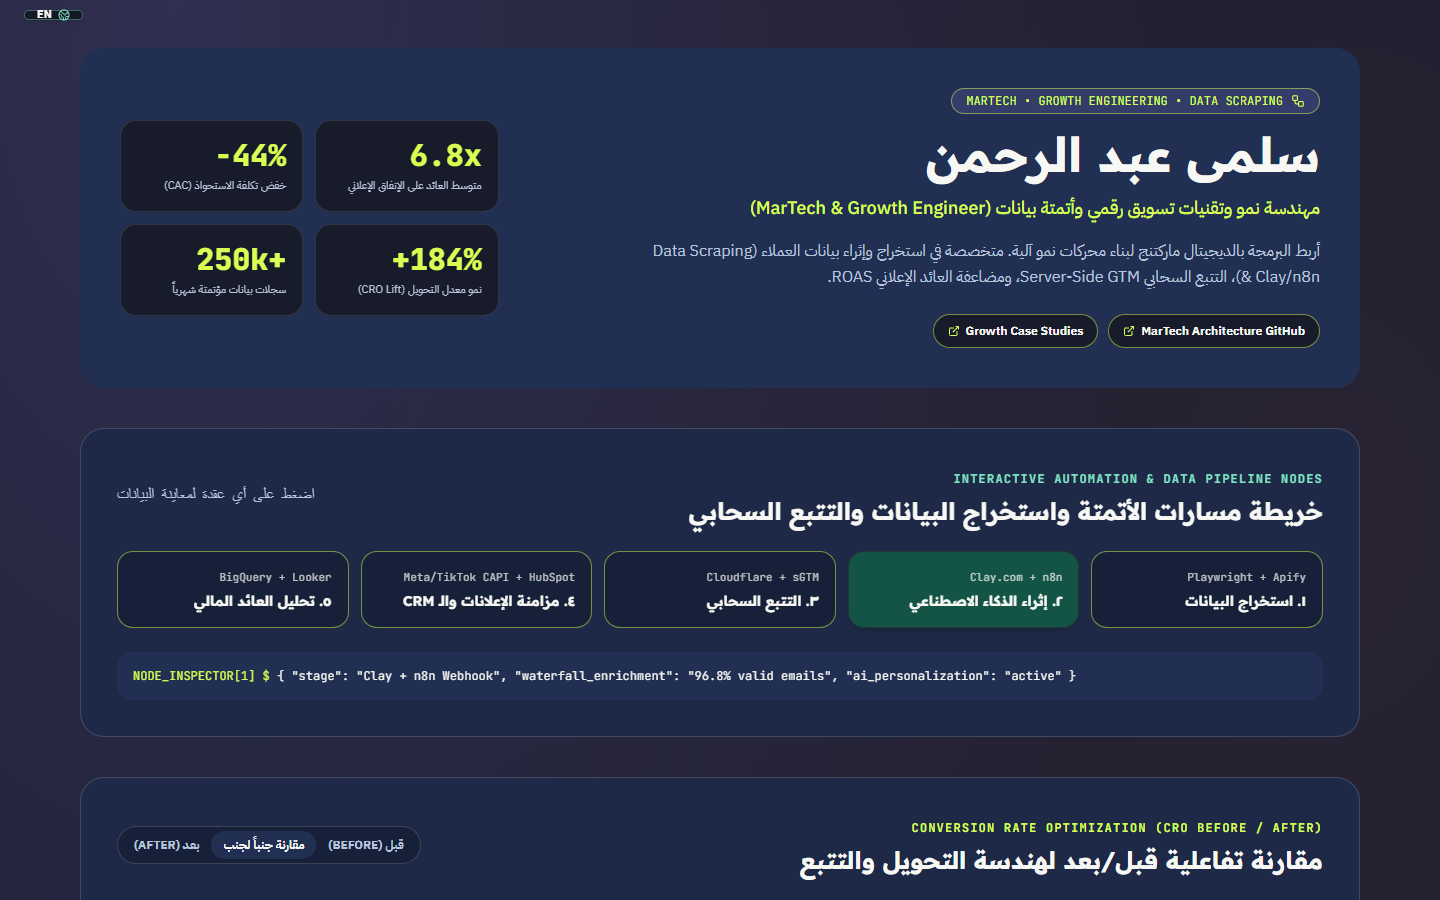 EN
MARTECH • GROWTH ENGINEERING • DATA SCRAPING
سلمى عبد الرحمن
مهندسة نمو وتقنيات تسويق رقمي وأتمتة بيانات (MarTech & Growth Engineer)
أربط البرمجة بالديجيتال ماركتنج لبناء محركات نمو آلية. متخصصة في استخراج وإثراء بيانات العملاء (Data Scraping
& Clay/n8n)، التتبع السحابي Server-Side GTM، ومضاعفة العائد الإعلاني ROAS.
MarTech Architecture GitHub
Growth Case Studies
6.8x
متوسط العائد على الإنفاق الإعلاني
-44%
خفض تكلفة الاستحواذ (CAC)
+184%
نمو معدل التحويل (CRO Lift)
250k+
سجلات بيانات مؤتمتة شهرياً
INTERACTIVE AUTOMATION & DATA PIPELINE NODES
خريطة مسارات الأتمتة واستخراج البيانات والتتبع السحابي
اضغط على أي عقدة لمعاينة البيانات
Playwright + Apify
١. استخراج البيانات
Clay.com + n8n
٢. إثراء الذكاء الاصطناعي
Cloudflare + sGTM
٣. التتبع السحابي
Meta/TikTok CAPI + HubSpot
٤. مزامنة الإعلانات والـ CRM
BigQuery + Looker
٥. تحليل العائد المالي
NODE_INSPECTOR[1] $ { "stage": "Clay + n8n Webhook", "waterfall_enrichment": "96.8% valid emails", "ai_personalization": "active" }
CONVERSION RATE OPTIMIZATION (CRO BEFORE / AFTER)
مقارنة تفاعلية قبل/بعد لهندسة التحويل والتتبع
قبل (BEFORE)
مقارنة جنباً لجنب
بعد (AFTER)